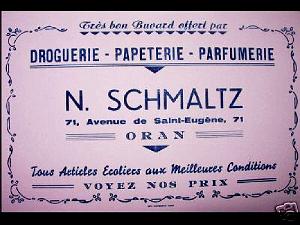 Très bon Buvard offert par
DROGUERIE - PAPETERIE - PARFUMERIE
N. SCHMALTZ
71, Avenue de Saint-Eugène, 71
ORAN
Tous Articles Ecoliers aux Meilleures Conditions
VOYEZ NOS PRIX